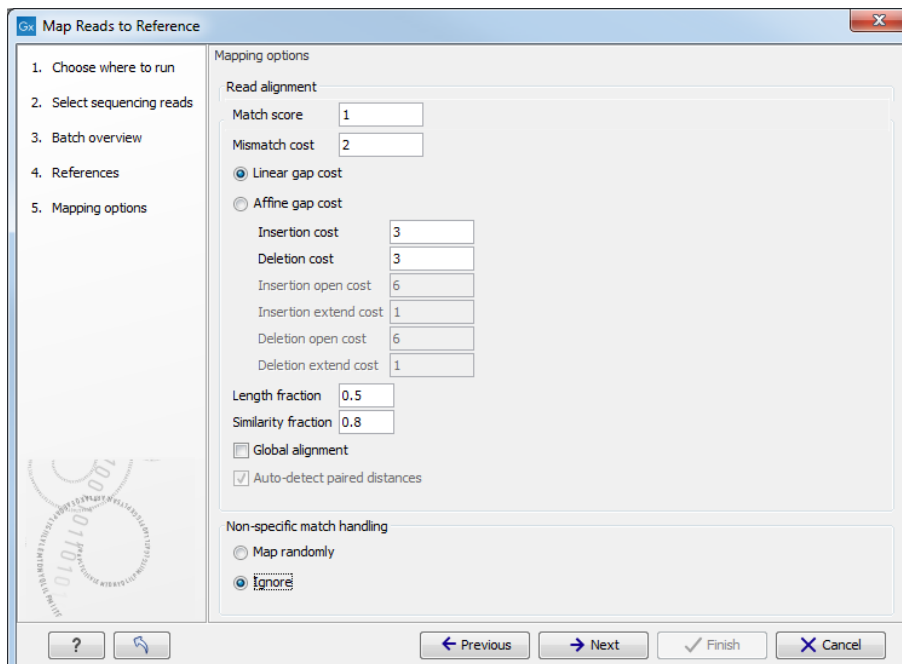 Gx Map Reads to Reference
1. Choose where to run
2. Select sequencing reads
3. Batch overview
4. References
5. Mapping options
Mapping options
Read alignment
Match score 1
Mismatch cost 2
Linear gap cost
Affine gap cost
Insertion cost 3
Deletion cost 3
Insertion open cost 6
Insertion extend cost 1
Deletion open cost 6
Deletion extend cost 1
Length fraction 0.5
Similarity fraction 0.8
Global alignment
Auto-detect paired distances
Non-specific match handling
Map randomly
Ignore
? Previous Next Finish Cancel